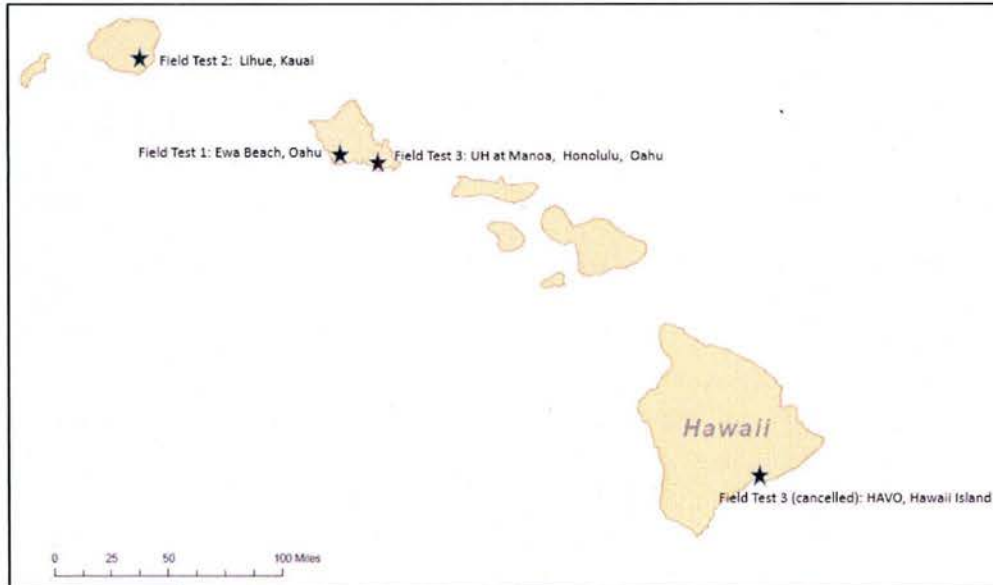 Field Test 2: Lihue, Kauai
Field Test 1: Ewa Beach, Oahu
Field Test 3: UH at Manoa, Honolulu, Oahu
Hawaii
Field Test 3 (cancelled): HAVO, Hawaii Island
0 25 50 100 Miles